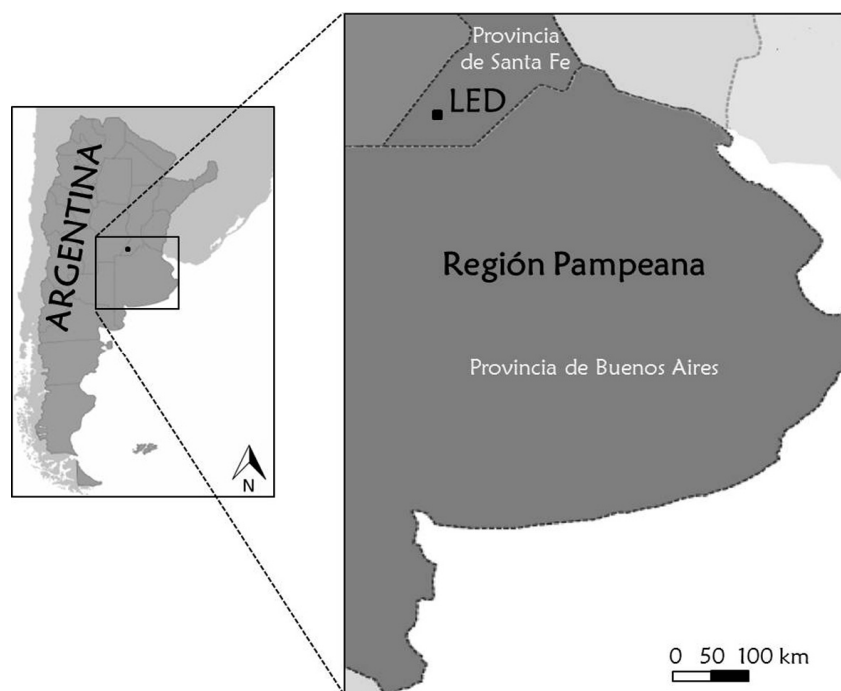 ARGENTINA
N
Provincia
de Santa Fe
LED
Región Pampeana
Provincia de Buenos Aires
0 50 100 km